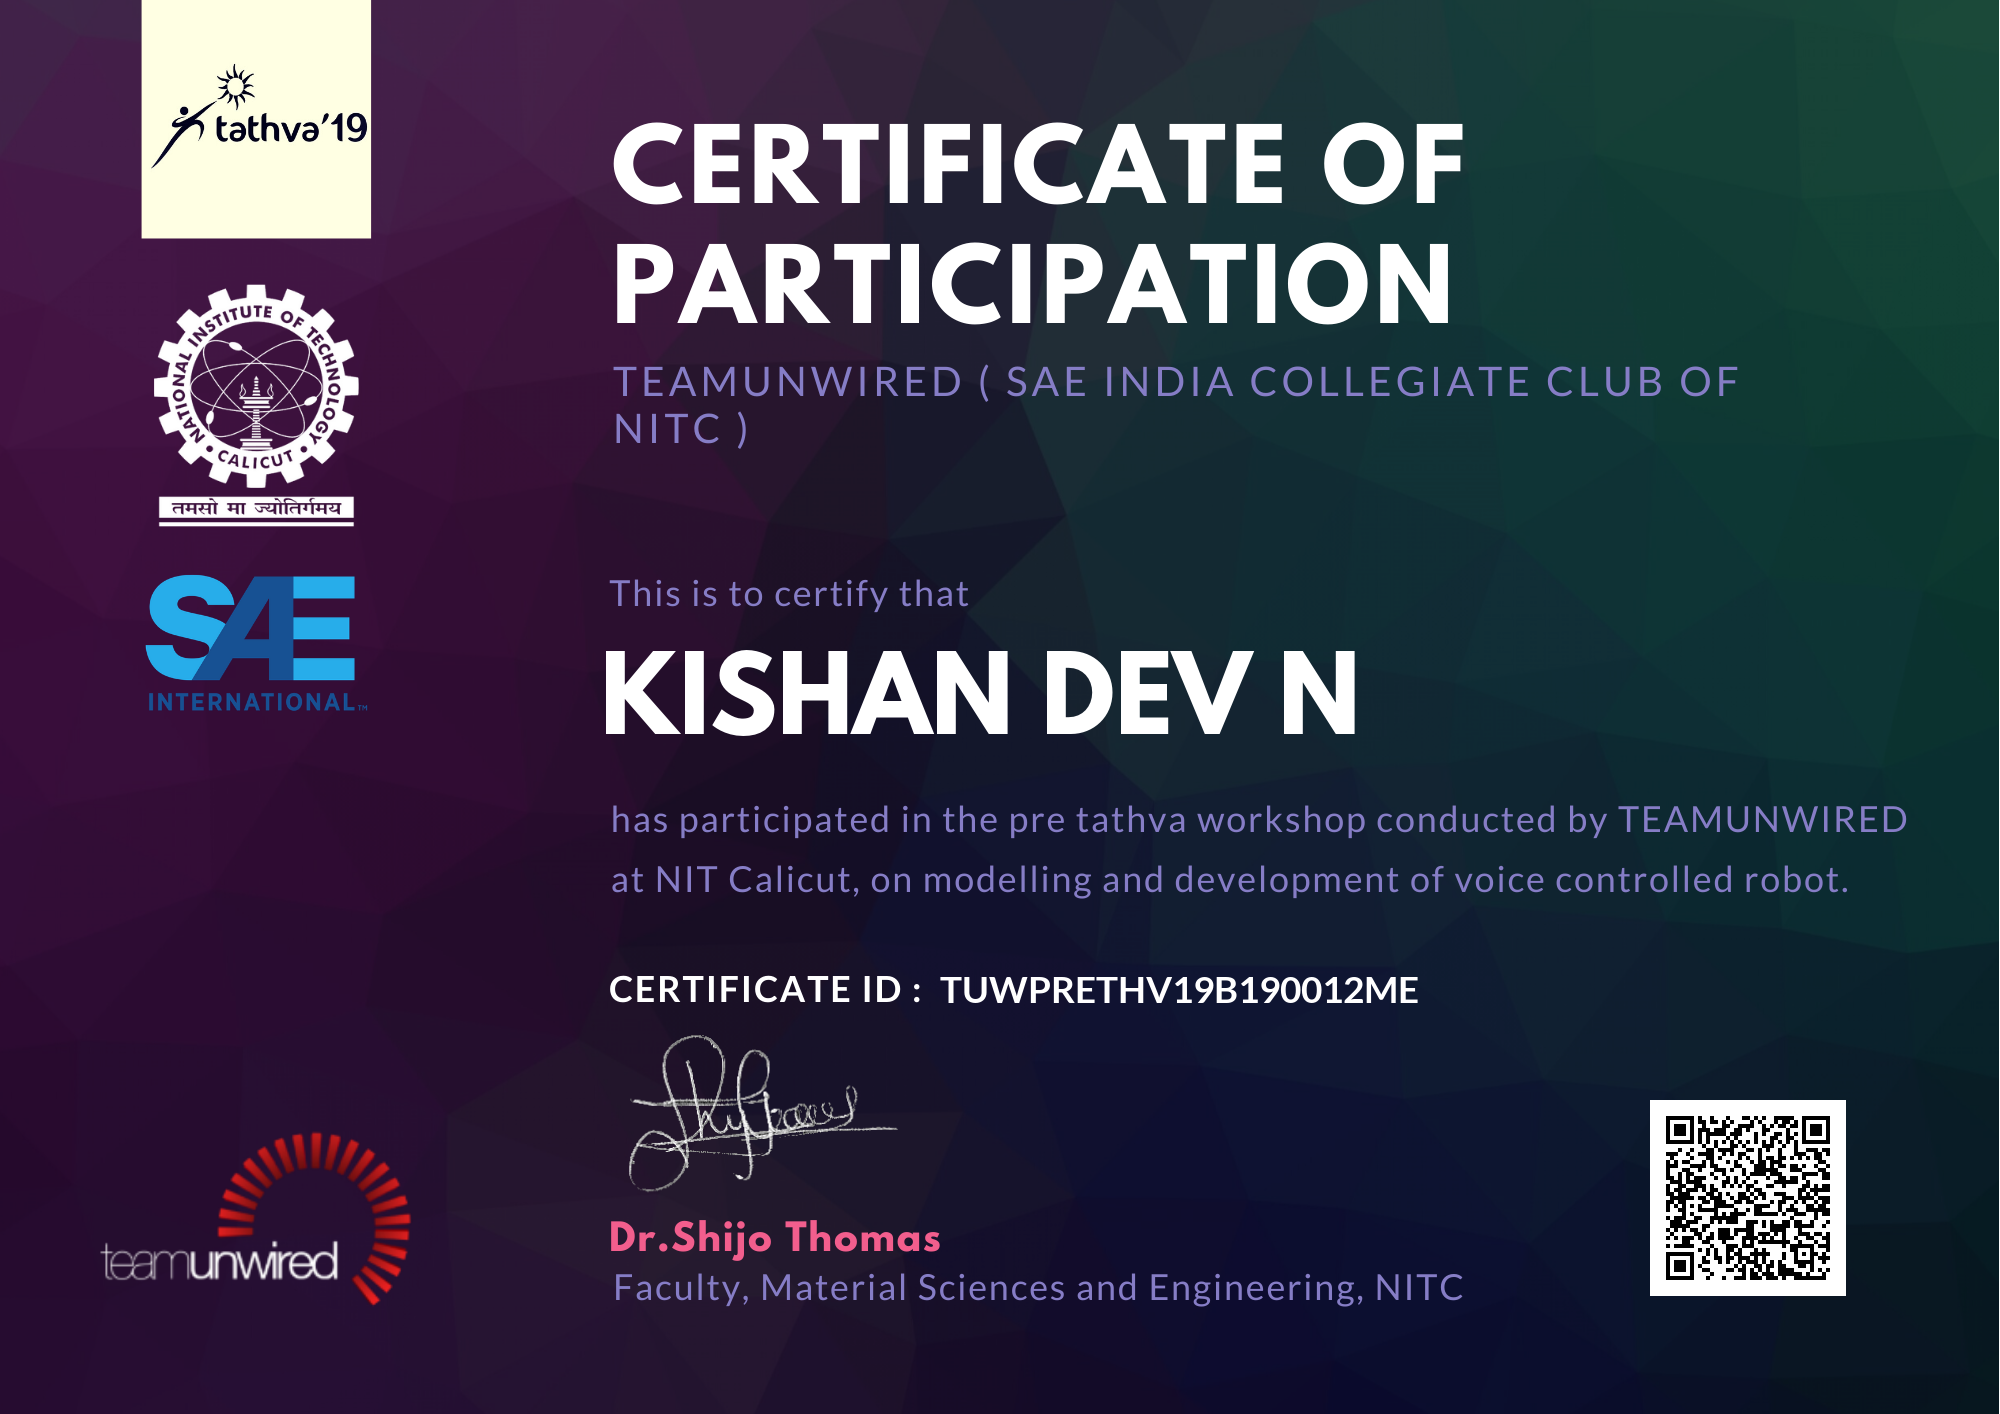 tathva'19
NATIONAL INSTITUTE OF TECHNOLOGY
• CALICUT •
तमसो मा ज्योतिर्गमय
SAE
INTERNATIONAL™
teamunwired
CERTIFICATE OF
PARTICIPATION
TEAMUNWIRED ( SAE INDIA COLLEGIATE CLUB OF
NITC )
This is to certify that
KISHAN DEV N
has participated in the pre tathva workshop conducted by TEAMUNWIRED
at NIT Calicut, on modelling and development of voice controlled robot.
CERTIFICATE ID : TUWPRETHV19B190012ME
Dr.Shijo Thomas
Faculty, Material Sciences and Engineering, NITC